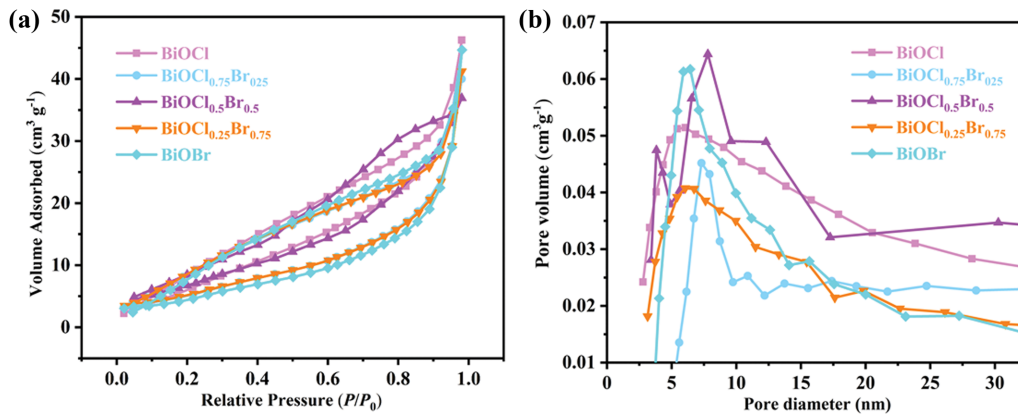 (a)
50
40
30
20
10
0
Volume Adsorbed (cm³ g⁻¹)
BiOCl
BiOCl₀.₇₅Br₀₂₅
BiOCl₀.₅Br₀.₅
BiOCl₀.₂₅Br₀.₇₅
BiOBr
0.0 0.2 0.4 0.6 0.8 1.0
Relative Pressure (P/P₀)
(b)
0.07
0.06
0.05
0.04
0.03
0.02
0.01
Pore volume (cm³g⁻¹)
BiOCl
BiOCl₀.₇₅Br₀₂₅
BiOCl₀.₅Br₀.₅
BiOCl₀.₂₅Br₀.₇₅
BiOBr
0 5 10 15 20 25 30
Pore diameter (nm)